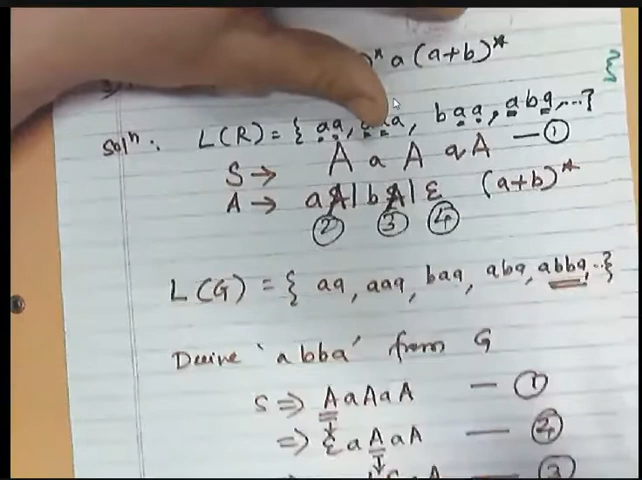 * a (a+b)*
Soln : L(R) = { aa, aaa, baa, aba, ...}
S → A a A a A — ①
A → aA | bA | ε (a+b)*
② ③ ④
L(G) = { aa, aaa, baa, aba, abba, ..}
Derive 'abba' from G
S ⇒ AaAaA — ①
⇒ ε a A a A — ④
③